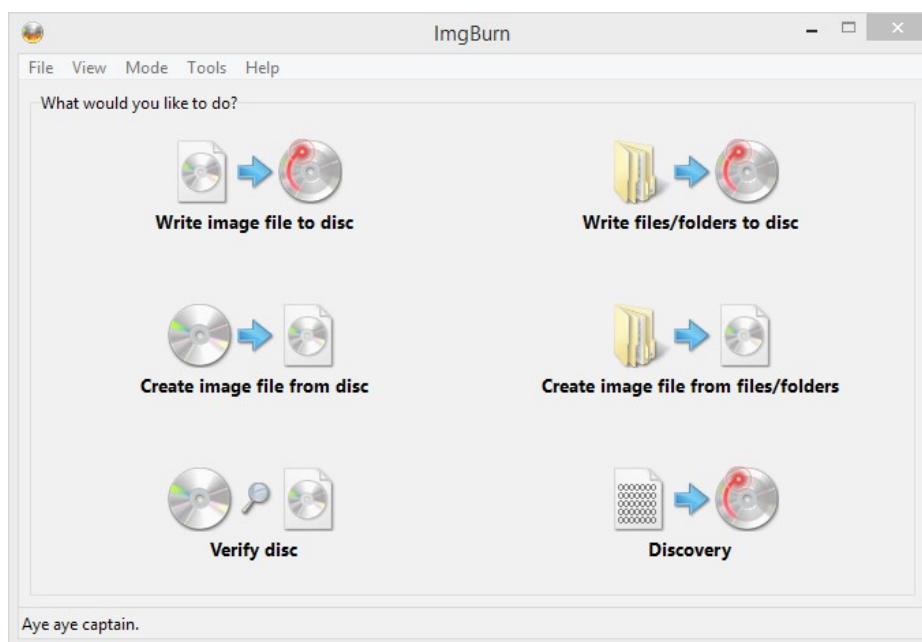 ImgBurn
File View Mode Tools Help
What would you like to do?
Write image file to disc
Write files/folders to disc
Create image file from disc
Create image file from files/folders
Verify disc
Discovery
Aye aye captain.